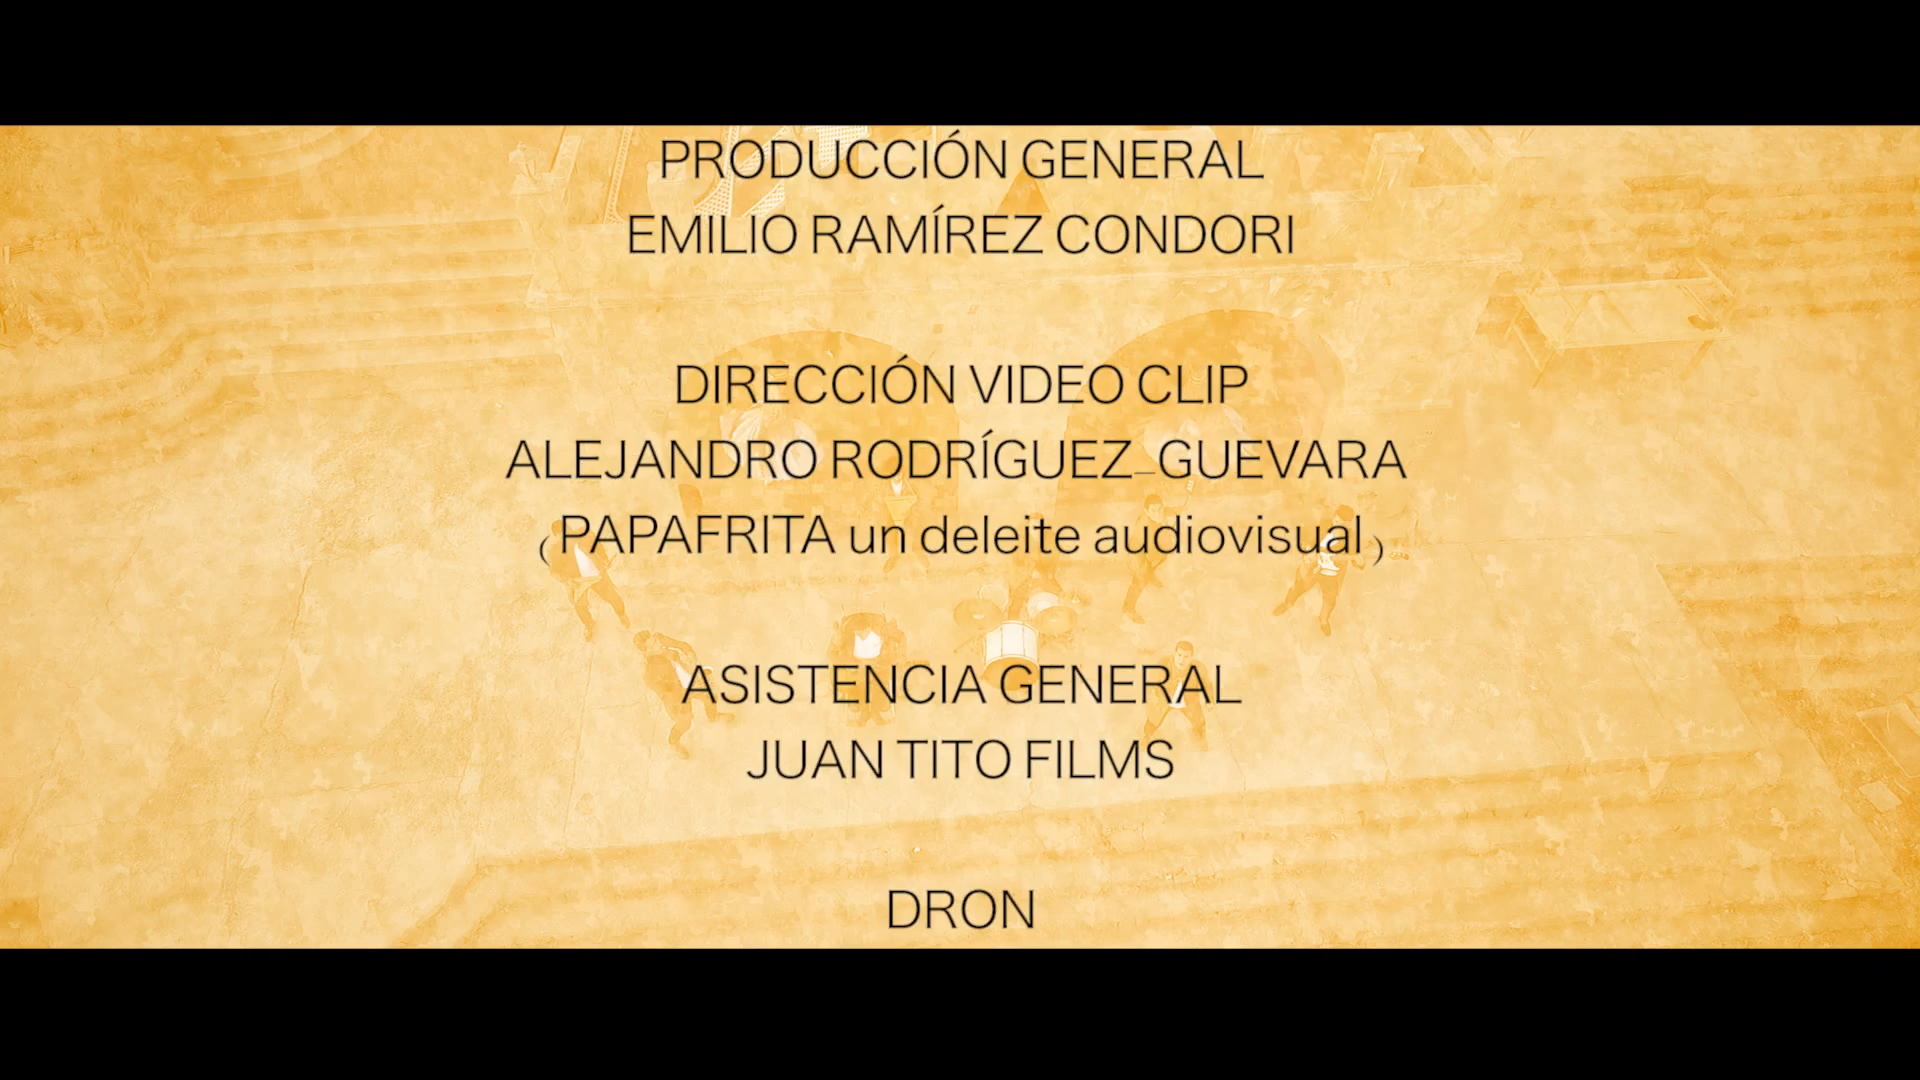 PRODUCCIÓN GENERAL
EMILIO RAMÍREZ CONDORI
DIRECCIÓN VIDEO CLIP
ALEJANDRO RODRÍGUEZ-GUEVARA
(PAPAFRITA un deleite audiovisual)
ASISTENCIA GENERAL
JUAN TITO FILMS
DRON